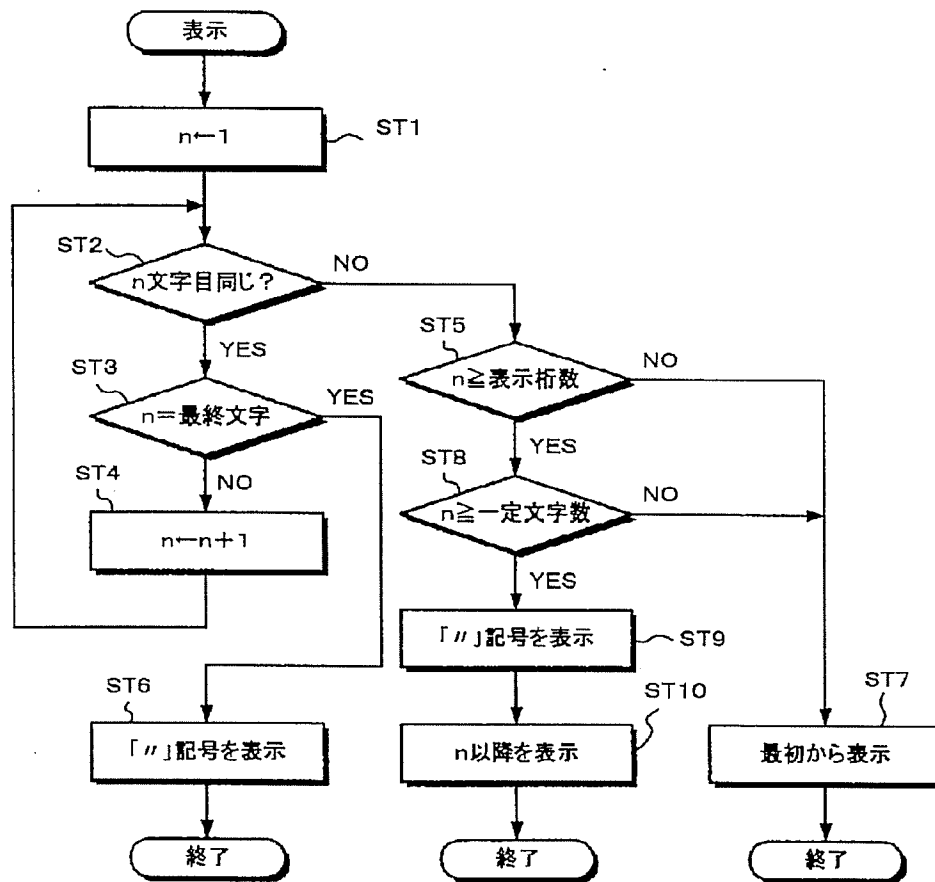 表示
n←1
ST1
ST2
n文字目同じ?
NO
YES
ST3
n=最終文字
YES
NO
ST4
n←n+1
ST5
n≧表示桁数
NO
YES
ST8
n≧一定文字数
NO
YES
「〃」記号を表示
ST9
ST6
「〃」記号を表示
ST10
n以降を表示
ST7
最初から表示
終了
終了
終了